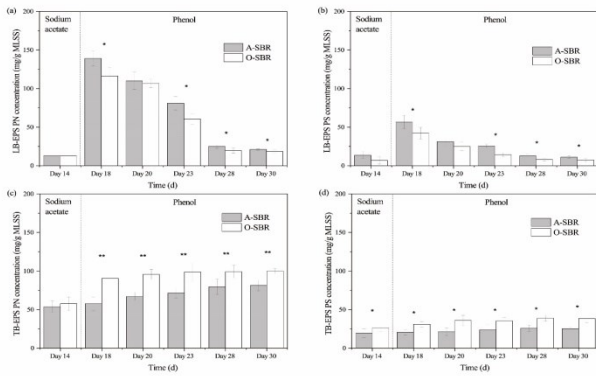 (a)
Sodium acetate
Phenol
A-SBR
O-SBR
LB-EPS PN concentration (mg/g MLSS)
200
150
100
50
0
*
*
*
*
Day 14 Day 18 Day 20 Day 23 Day 28 Day 30
Time (d)
(b)
Sodium acetate
Phenol
A-SBR
O-SBR
LB-EPS PS concentration (mg/g MLSS)
200
150
100
50
0
*
*
*
*
Day 14 Day 18 Day 20 Day 23 Day 28 Day 30
Time (d)
(c)
Sodium acetate
Phenol
A-SBR
O-SBR
TB-EPS PN concentration (mg/g MLSS)
200
150
100
50
0
**
**
**
**
**
Day 14 Day 18 Day 20 Day 23 Day 28 Day 30
Time (d)
(d)
Sodium acetate
Phenol
A-SBR
O-SBR
TB-EPS PS concentration (mg/g MLSS)
200
150
100
50
0
*
*
*
*
*
*
Day 14 Day 18 Day 20 Day 23 Day 28 Day 30
Time (d)